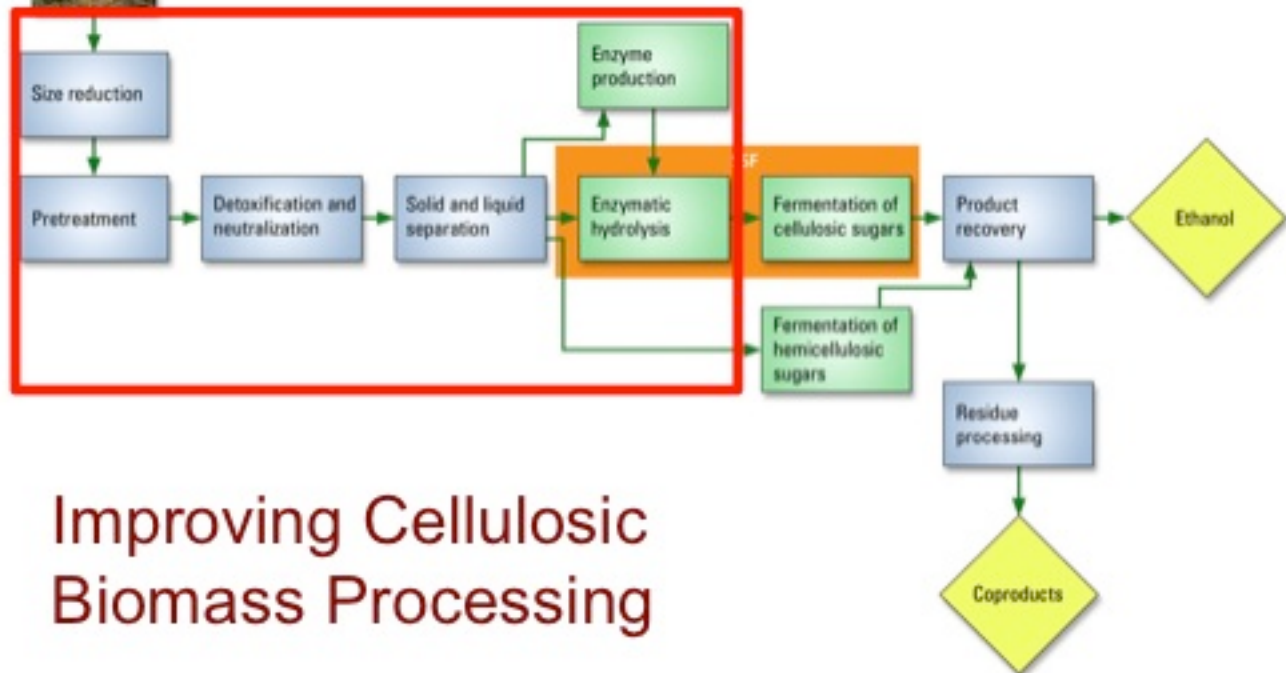 Enzyme
production
Size reduction
Pretreatment
Detoxification and
neutralization
Solid and liquid
separation
Enzymatic
hydrolysis
Fermentation of
cellulosic sugars
Product
recovery
Ethanol
Fermentation of
hemicellulosic
sugars
Residue
processing
Coproducts
Improving Cellulosic
Biomass Processing